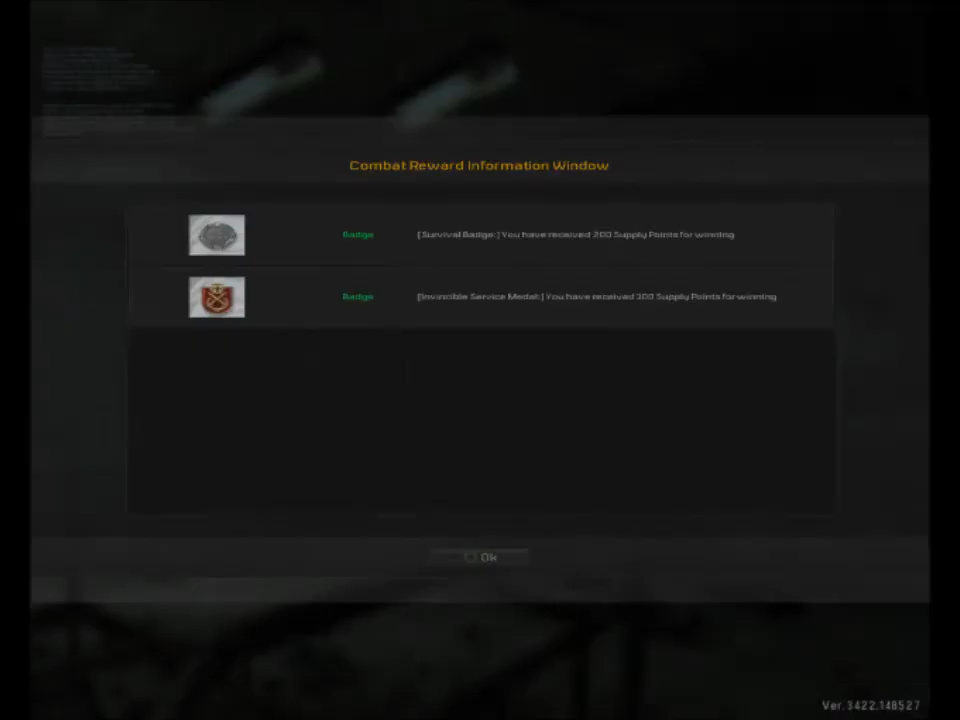 Combat Reward Information Window
Badge [Survival Badge:] You have received 200 Supply Points for winning
Badge [Invincible Service Medal:] You have received 300 Supply Points for winning
Ok
Ver.3422.148527